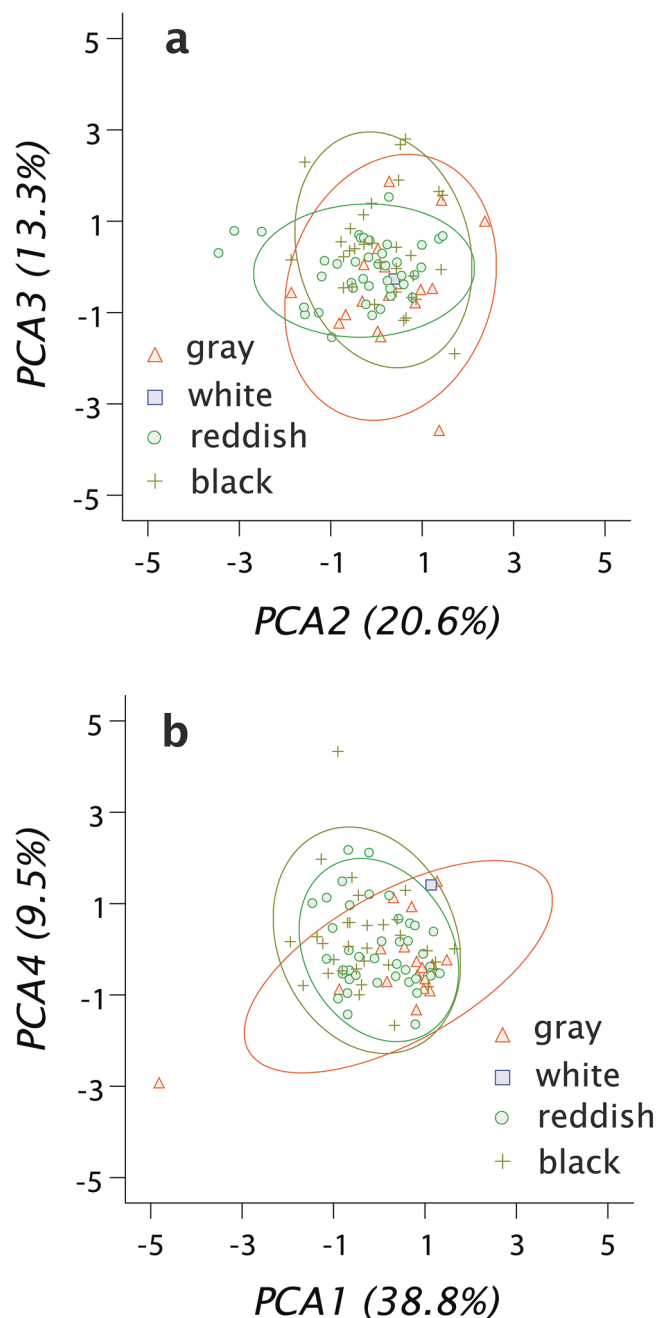 a
5
3
1
-1
-3
-5
PCA3 (13.3%)
gray
white
reddish
black
-5 -3 -1 1 3 5
PCA2 (20.6%)
b
5
3
1
-1
-3
-5
PCA4 (9.5%)
gray
white
reddish
black
-5 -3 -1 1 3 5
PCA1 (38.8%)